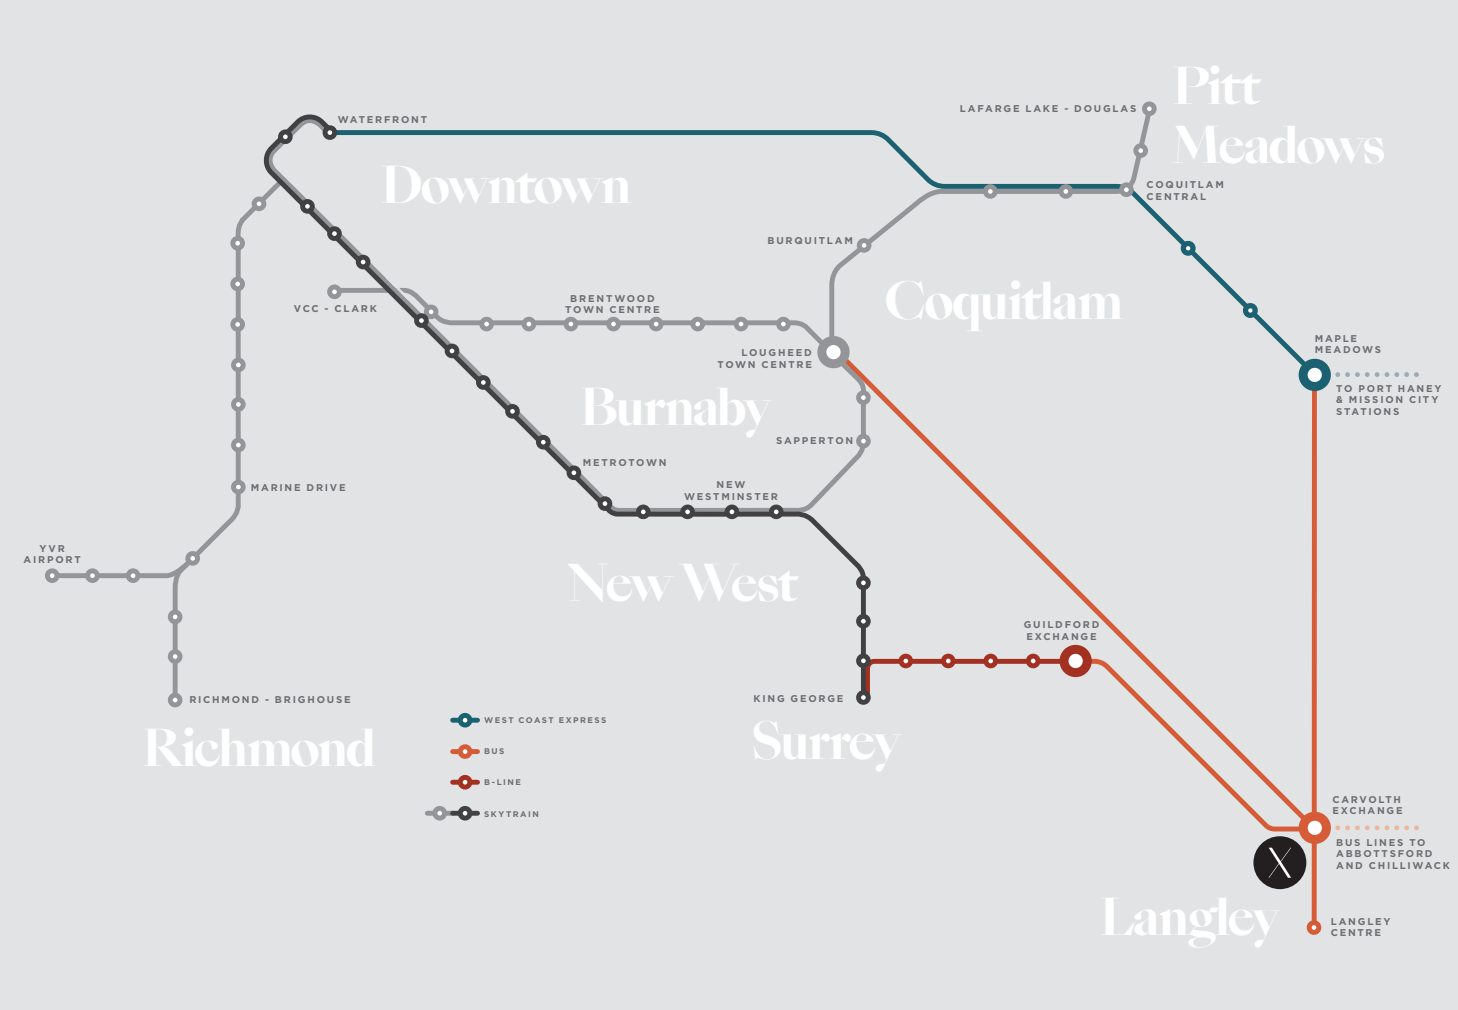 Pitt
Meadows
LAFARGE LAKE - DOUGLAS
WATERFRONT
Downtown
COQUITLAM
CENTRAL
BURQUITLAM
Coquitlam
VCC - CLARK
BRENTWOOD
TOWN CENTRE
LOUGHEED
TOWN CENTRE
MAPLE
MEADOWS
TO PORT HANEY
& MISSION CITY
STATIONS
Burnaby
SAPPERTON
METROTOWN
NEW
WESTMINSTER
MARINE DRIVE
YVR
AIRPORT
New West
GUILDFORD
EXCHANGE
RICHMOND - BRIGHOUSE
KING GEORGE
Richmond
Surrey
WEST COAST EXPRESS
BUS
B-LINE
SKYTRAIN
CARVOLTH
EXCHANGE
BUS LINES TO
ABBOTTSFORD
AND CHILLIWACK
X
Langley
LANGLEY
CENTRE